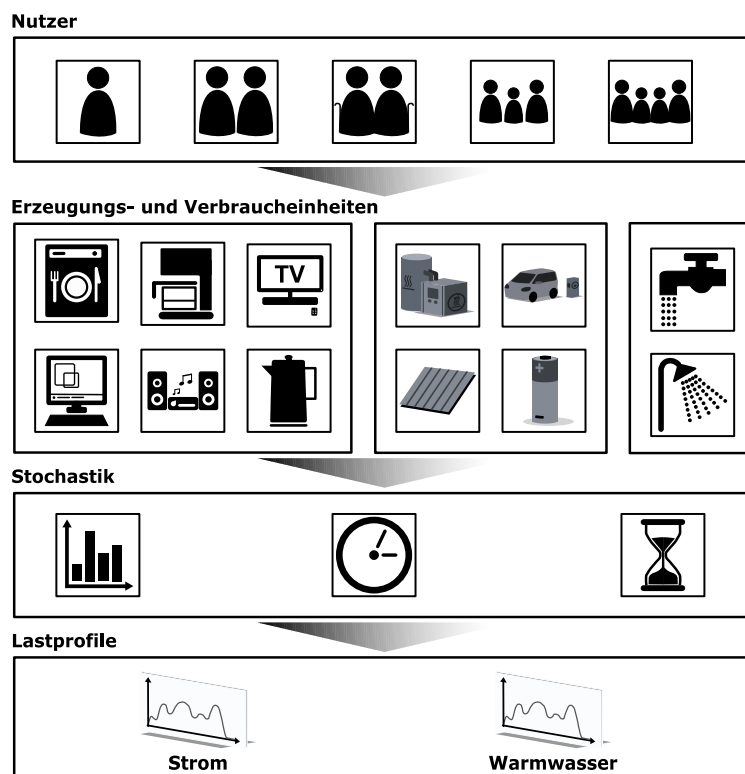 Nutzer
Erzeugungs- und Verbraucheinheiten
TV
Stochastik
Lastprofile
Strom
Warmwasser